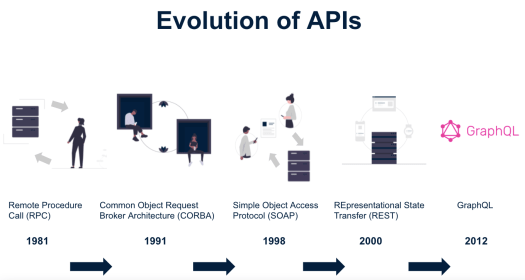 Evolution of APIs
GraphQL
Remote Procedure
Call (RPC)
Common Object Request
Broker Architecture (CORBA)
Simple Object Access
Protocol (SOAP)
REpresentational State
Transfer (REST)
GraphQL
1981
1991
1998
2000
2012